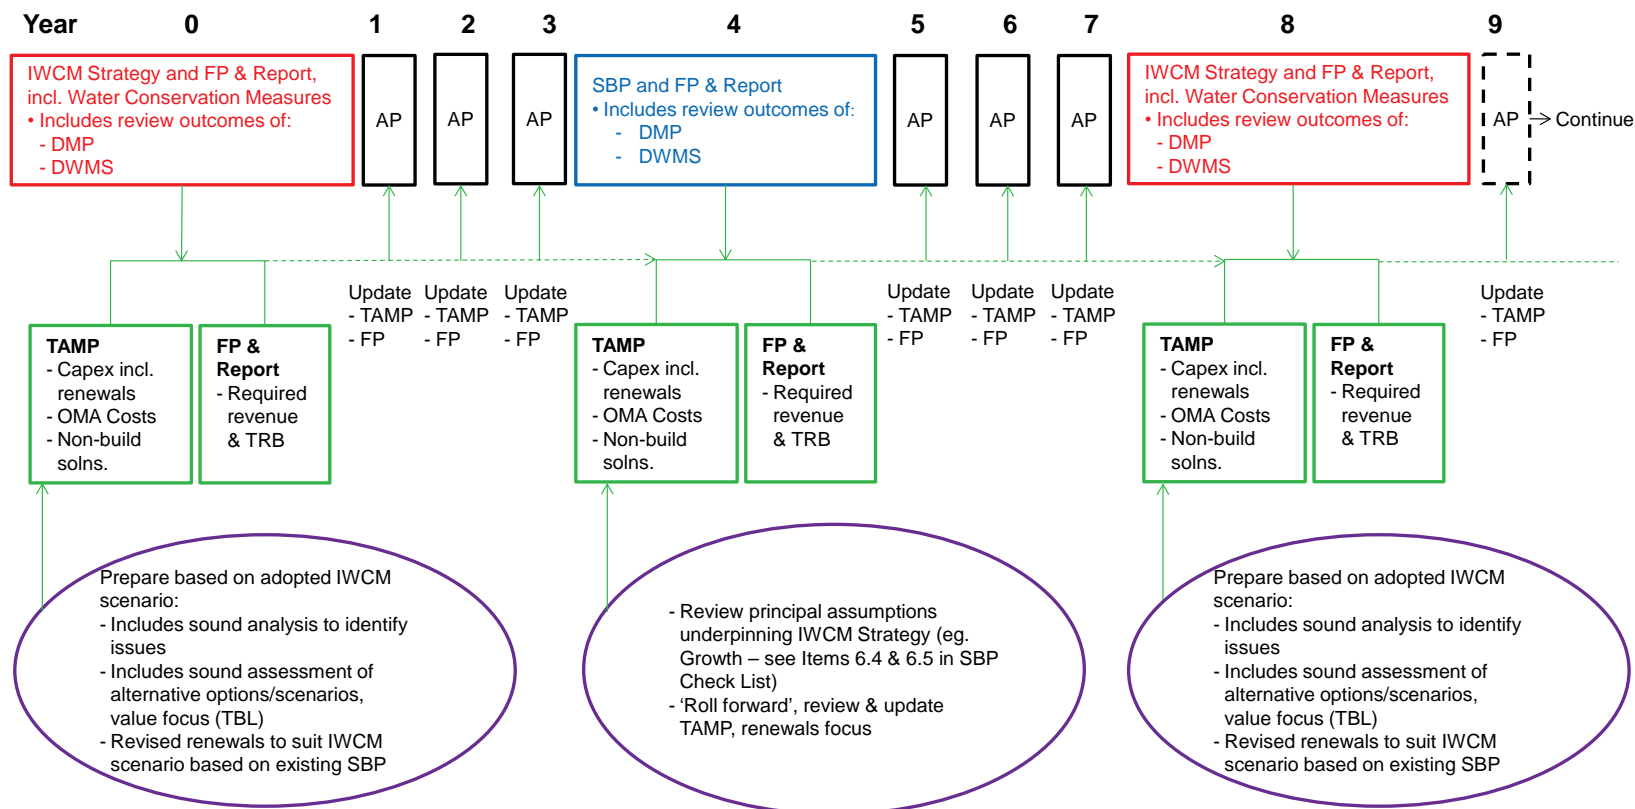 Year 0 1 2 3 4 5 6 7 8 9
IWCM Strategy and FP & Report,
incl. Water Conservation Measures
• Includes review outcomes of:
- DMP
- DWMS
AP
AP
AP
SBP and FP & Report
• Includes review outcomes of:
- DMP
- DWMS
AP
AP
AP
IWCM Strategy and FP & Report,
incl. Water Conservation Measures
• Includes review outcomes of:
- DMP
- DWMS
AP
Continue
Update
- TAMP
- FP
Update
- TAMP
- FP
Update
- TAMP
- FP
Update
- TAMP
- FP
Update
- TAMP
- FP
Update
- TAMP
- FP
Update
- TAMP
- FP
TAMP
- Capex incl.
renewals
- OMA Costs
- Non-build
solns.
FP &
Report
- Required
revenue
& TRB
TAMP
- Capex incl.
renewals
- OMA Costs
- Non-build
solns.
FP &
Report
- Required
revenue
& TRB
TAMP
- Capex incl.
renewals
- OMA Costs
- Non-build
solns.
FP &
Report
- Required
revenue
& TRB
Prepare based on adopted IWCM
scenario:
- Includes sound analysis to identify
issues
- Includes sound assessment of
alternative options/scenarios,
value focus (TBL)
- Revised renewals to suit IWCM
scenario based on existing SBP
- Review principal assumptions
underpinning IWCM Strategy (eg.
Growth – see Items 6.4 & 6.5 in SBP
Check List)
- ‘Roll forward’, review & update
TAMP, renewals focus
Prepare based on adopted IWCM
scenario:
- Includes sound analysis to identify
issues
- Includes sound assessment of
alternative options/scenarios,
value focus (TBL)
- Revised renewals to suit IWCM
scenario based on existing SBP